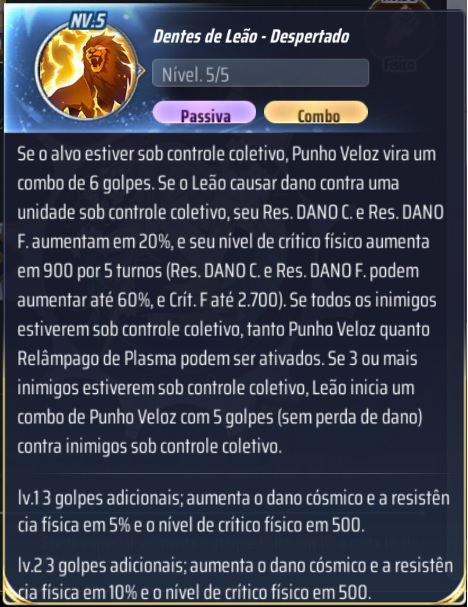 NV.5
Dentes de Leão - Despertado
Nível. 5/5
Passiva
Combo
Se o alvo estiver sob controle coletivo, Punho Veloz vira um
combo de 6 golpes. Se o Leão causar dano contra uma
unidade sob controle coletivo, seu Res. DANO C. e Res. DANO
F. aumentam em 20%, e seu nível de crítico físico aumenta
em 900 por 5 turnos (Res. DANO C. e Res. DANO F. podem
aumentar até 60%, e Crít. F até 2.700). Se todos os inimigos
estiverem sob controle coletivo, tanto Punho Veloz quanto
Relâmpago de Plasma podem ser ativados. Se 3 ou mais
inimigos estiverem sob controle coletivo, Leão inicia um
combo de Punho Veloz com 5 golpes (sem perda de dano)
contra inimigos sob controle coletivo.
lv.1 3 golpes adicionais; aumenta o dano cósmico e a resistên
cia física em 5% e o nível de crítico físico em 500.
lv.2 3 golpes adicionais; aumenta o dano cósmico e a resistên
cia física em 10% e o nível de crítico físico em 500.